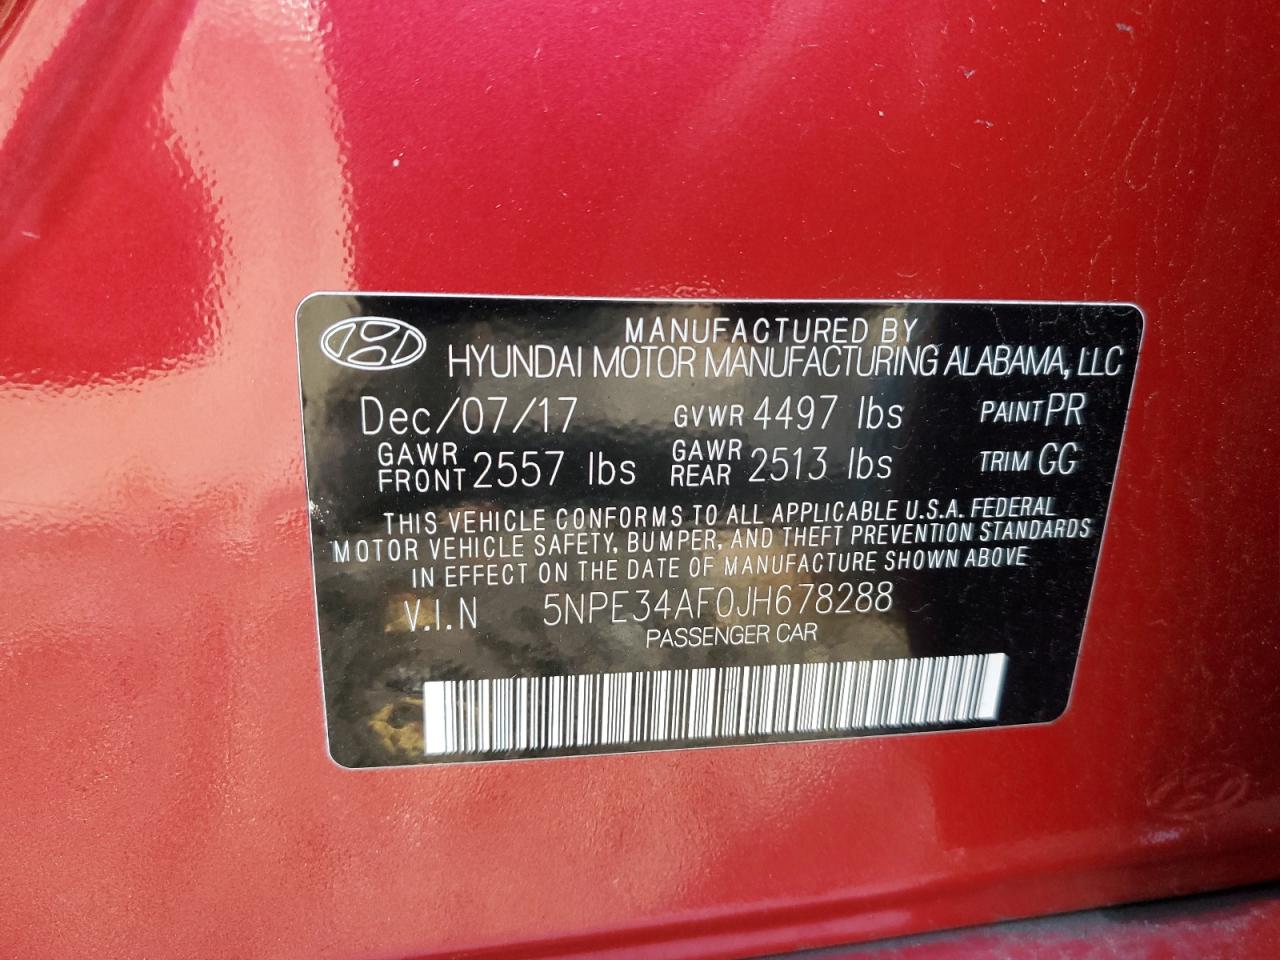 MANUFACTURED BY
HYUNDAI MOTOR MANUFACTURING ALABAMA, LLC
Dec/07/17 GVWR 4497 lbs PAINT PR
GAWR FRONT 2557 lbs GAWR REAR 2513 lbs TRIM GG
THIS VEHICLE CONFORMS TO ALL APPLICABLE U.S.A. FEDERAL
MOTOR VEHICLE SAFETY, BUMPER, AND THEFT PREVENTION STANDARDS
IN EFFECT ON THE DATE OF MANUFACTURE SHOWN ABOVE
V.I.N 5NPE34AF0JH678288
PASSENGER CAR